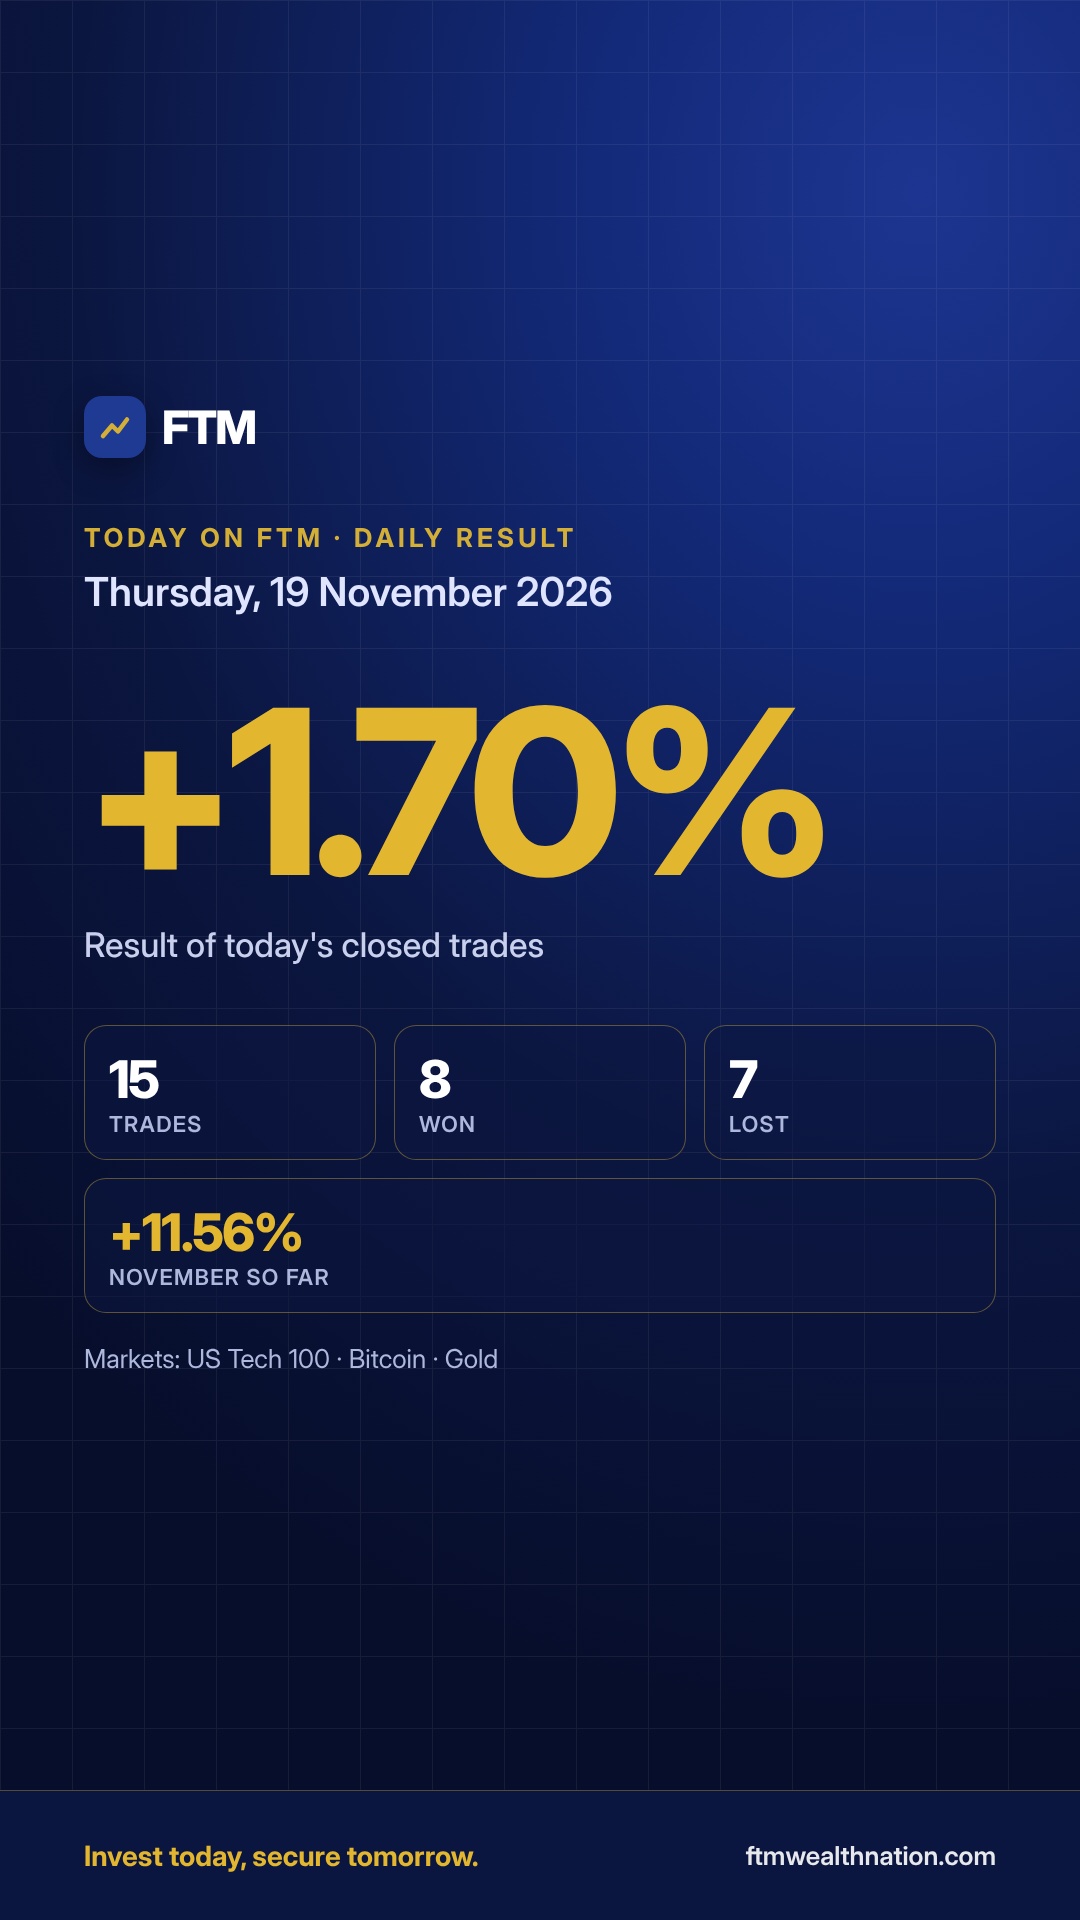 FTM
TODAY ON FTM · DAILY RESULT
Thursday, 19 November 2026
+1.70%
Result of today's closed trades
15
TRADES
8
WON
7
LOST
+11.56%
NOVEMBER SO FAR
Markets: US Tech 100 · Bitcoin · Gold
Invest today, secure tomorrow.
ftmwealthnation.com